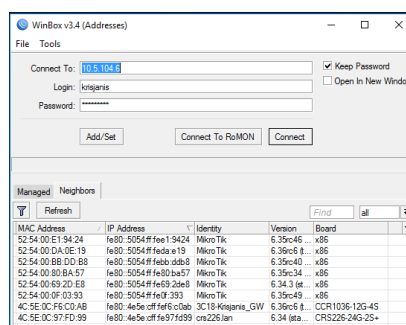 WinBox v3.4 (Addresses)
File Tools
Connect To: 10.5.104.6
Keep Password
Login: krisjanis
Open In New Windo
Password: *********
Add/Set Connect To RoMON Connect
Managed Neighbors
Refresh Find all
MAC Address IP Address Identity Version Board
52:54:00:E1:94:24 fe80::5054:ff:fee1:9424 MikroTik 6.35rc46 ... x86
52:54:00:DA:0E:19 fe80::5054:ff:feda:e19 MikroTik 6.36rc6 (t... x86
52:54:00:BB:DD:B8 fe80::5054:ff:febb:ddb8 MikroTik 6.35rc40 ... x86
52:54:00:80:BA:57 fe80::5054:ff:fe80:ba57 MikroTik 6.35rc34 ... x86
52:54:00:69:2D:E8 fe80::5054:ff:fe69:2de8 MikroTik 6.34.3 (st... x86
52:54:00:0F:03:93 fe80::5054:ff:fe0f:393 MikroTik 6.35rc49 ... x86
4C:5E:0C:F6:C0:AB fe80::4e5e:cff:fef6:c0ab 3C18-Krisjanis_GW 6.36rc6 (t... CCR1036-12G-4S
4C:5E:0C:97:FD:99 fe80::4e5e:cff:fe97:fd99 crs226Jan 6.34 (sta... CRS226-24G-2S+